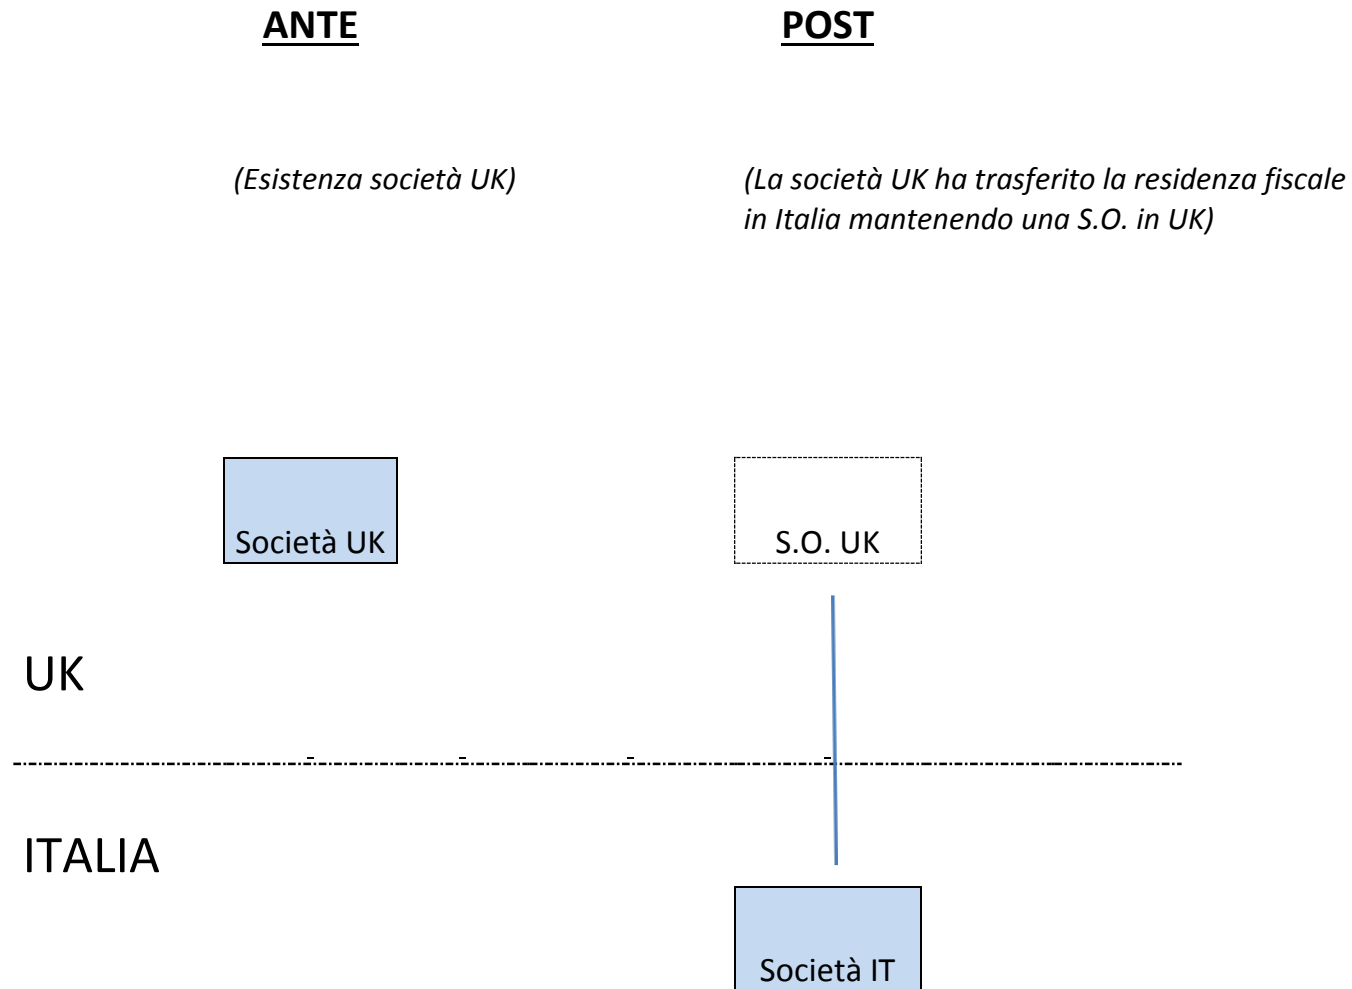 ANTE
POST
(Esistenza società UK)
(La società UK ha trasferito la residenza fiscale
in Italia mantenendo una S.O. in UK)
Società UK
S.O. UK
UK
ITALIA
Società IT